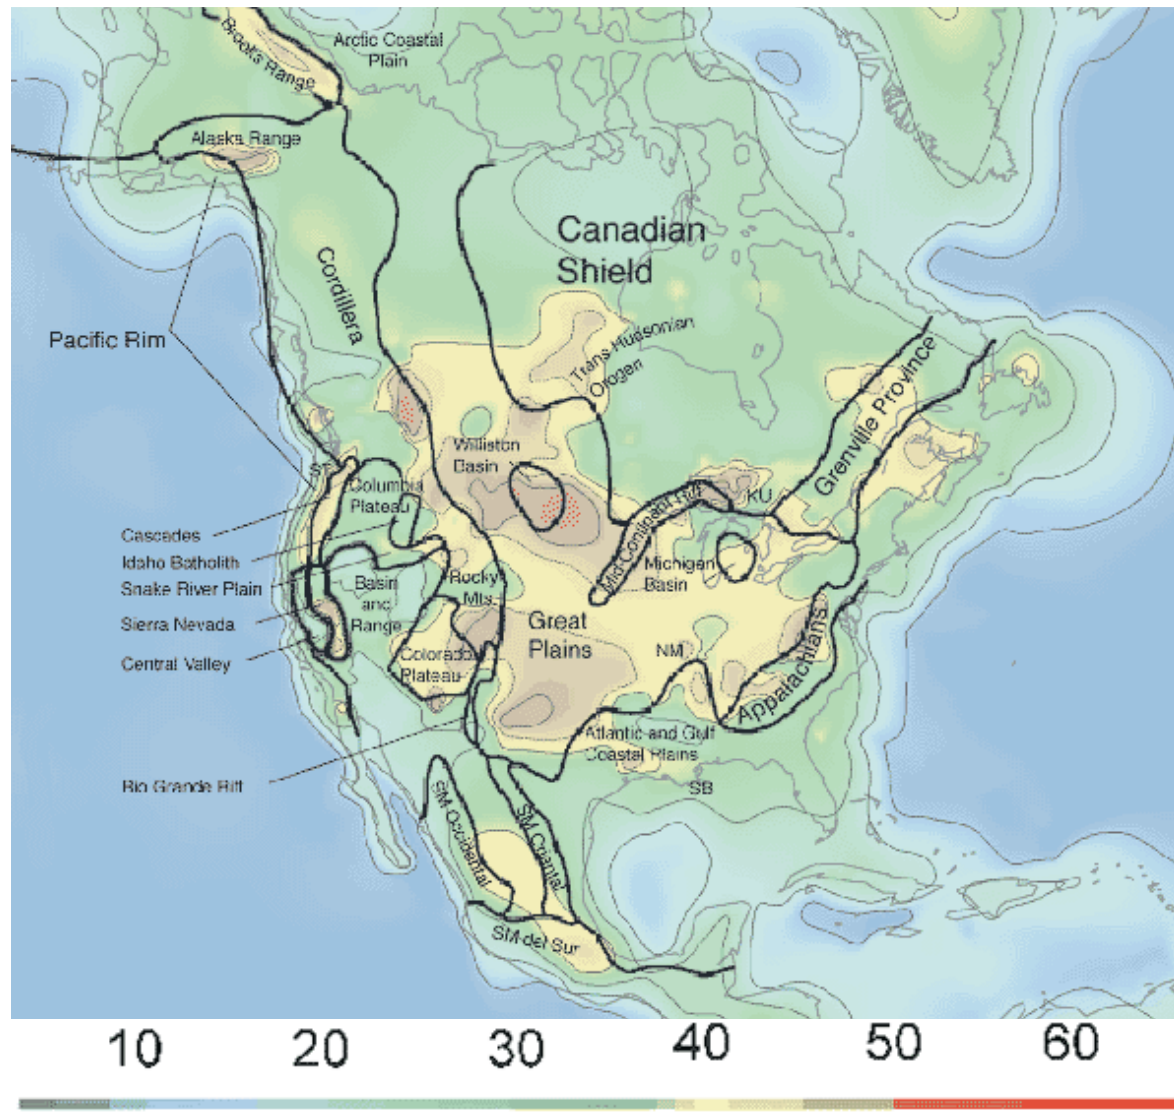 Brooks Range
Arctic Coastal
Plain
Alaska Range
Canadian
Shield
Cordillera
Pacific Rim
Trans-Hudsonian
Orogen
Grenville Province
Williston
Basin
Columbia
Plateau
KU
Mid Continent Rift
Cascades
Idaho Batholith
Snake River Plain
Michigan
Basin
Rocky
Mts
Basin
and
Range
Great
Plains
Sierra Nevada
NM
Central Valley
Colorado
Plateau
Appalachians
Atlantic and Gulf
Coastal Plains
Rio Grande Rift
SB
SM Occidental
SM Oriental
SM del Sur
10 20 30 40 50 60